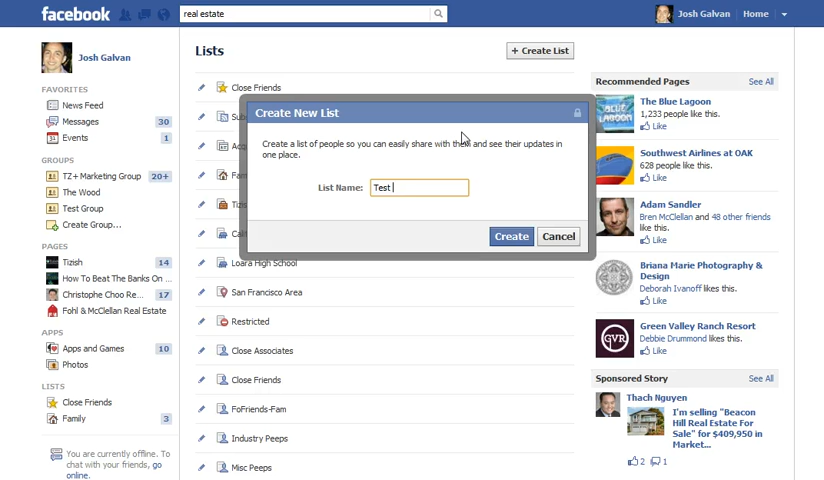 facebook
real estate
Josh Galvan
Home
Josh Galvan
FAVORITES
News Feed
Messages 30
Events 1
GROUPS
TZ+ Marketing Group 20+
The Wood
Test Group
Create Group...
PAGES
Tizish 14
How To Beat The Banks On ...
Christophe Choo Re... 17
Fohl & McClellan Real Estate
APPS
Apps and Games 10
Photos
LISTS
Close Friends
Family 3
You are currently offline. To
chat with your friends, go
online.
Lists
+ Create List
Close Friends
Sub
Acq
Fam
Tizis
Calif
Loara High School
San Francisco Area
Restricted
Close Associates
Close Friends
FoFriends-Fam
Industry Peeps
Misc Peeps
Create New List
Create a list of people so you can easily share with them and see their updates in
one place.
List Name: Test
Create
Cancel
Recommended Pages See All
The Blue Lagoon
1,233 people like this.
Like
Southwest Airlines at OAK
628 people like this.
Like
Adam Sandler
Bren McClellan and 48 other friends
like this.
Like
Briana Marie Photography &
Design
Deborah Ivanoff likes this.
Like
GVR
Green Valley Ranch Resort
Debbie Drummond likes this.
Like
Sponsored Story See All
Thach Nguyen
I'm selling "Beacon
Hill Real Estate For
Sale" for $409,950 in
Market...
2 1